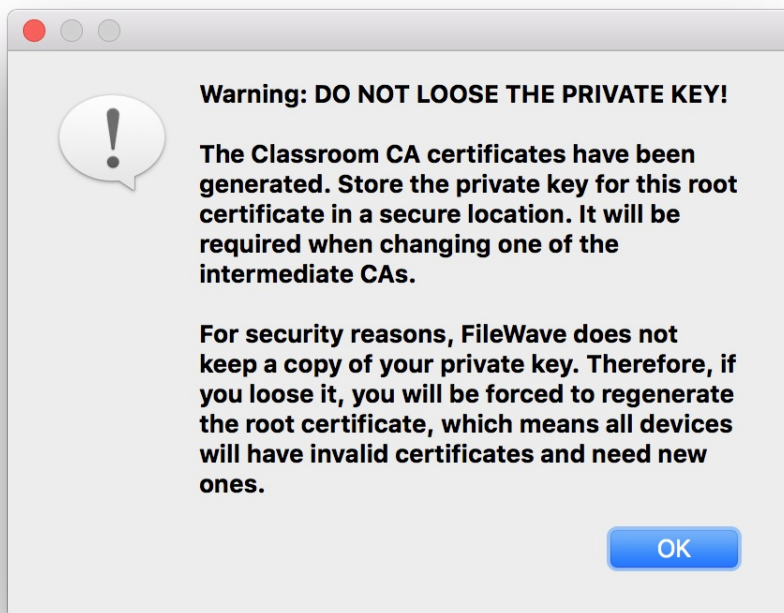 Warning: DO NOT LOOSE THE PRIVATE KEY!
The Classroom CA certificates have been
generated. Store the private key for this root
certificate in a secure location. It will be
required when changing one of the
intermediate CAs.
For security reasons, FileWave does not
keep a copy of your private key. Therefore, if
you loose it, you will be forced to regenerate
the root certificate, which means all devices
will have invalid certificates and need new
ones.
OK